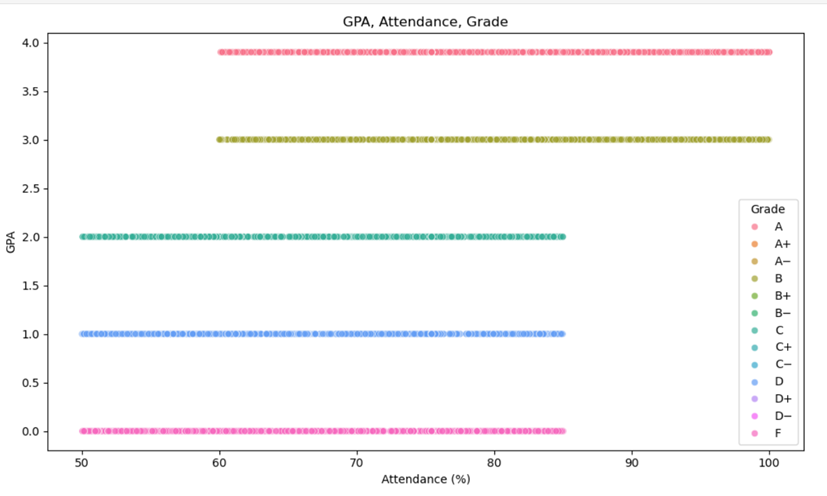 GPA, Attendance, Grade
4.0
3.5
3.0
2.5
2.0
1.5
1.0
0.5
0.0
GPA
50 60 70 80 90 100
Attendance (%)
Grade
A
A+
A−
B
B+
B−
C
C+
C−
D
D+
D−
F